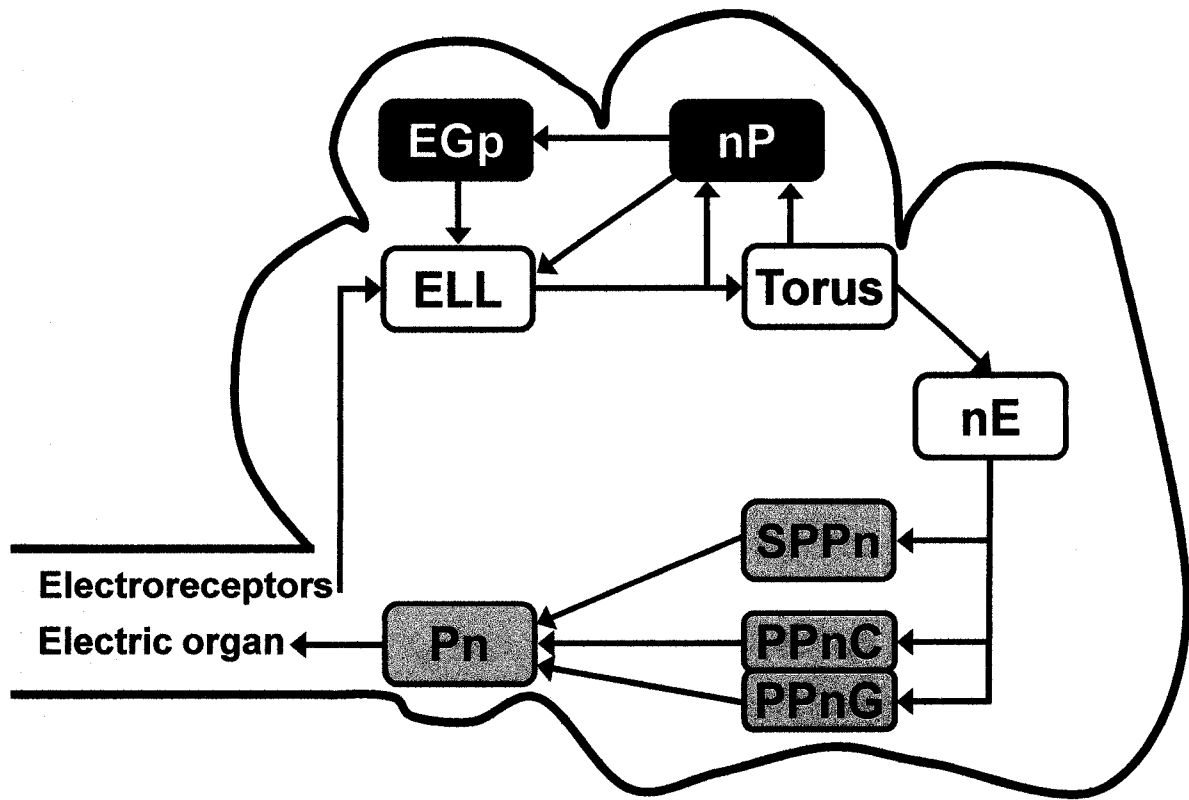 EGp
nP
ELL
Torus
nE
SPPn
Electroreceptors
Electric organ
Pn
PPnC
PPnG